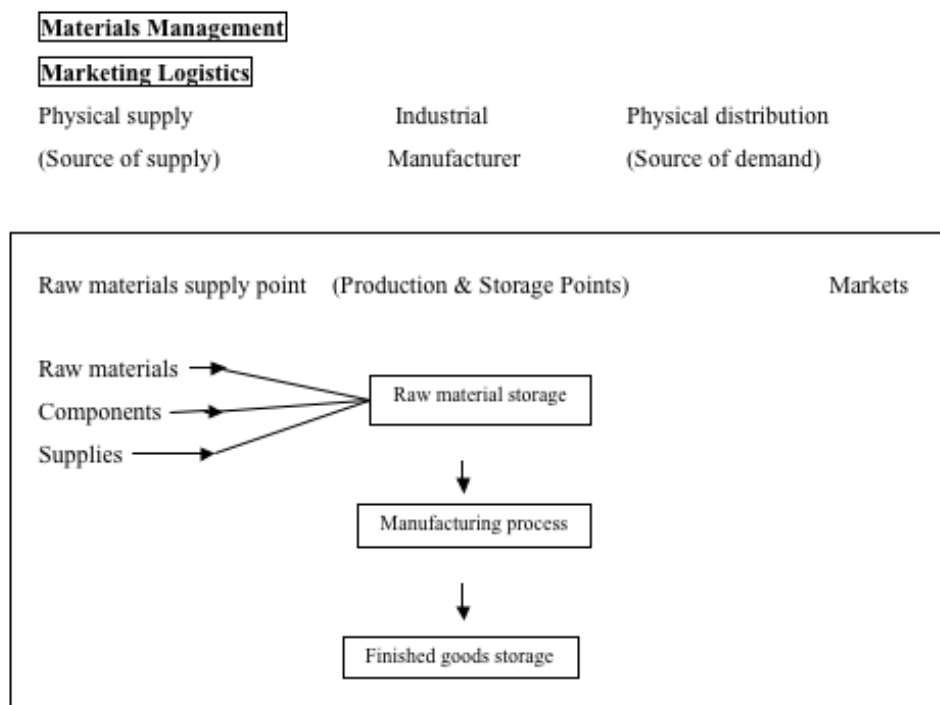 Materials Management
Marketing Logistics
Physical supply Industrial Physical distribution
(Source of supply) Manufacturer (Source of demand)
Raw materials supply point (Production & Storage Points) Markets
Raw materials
Components
Supplies
Raw material storage
Manufacturing process
Finished goods storage